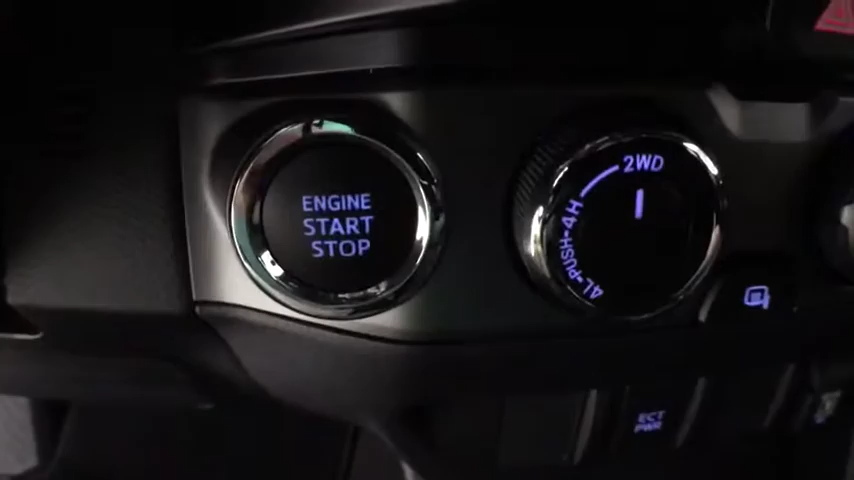 ENGINE
START
STOP
2WD
4H
4L-PUSH
ECT
PWR